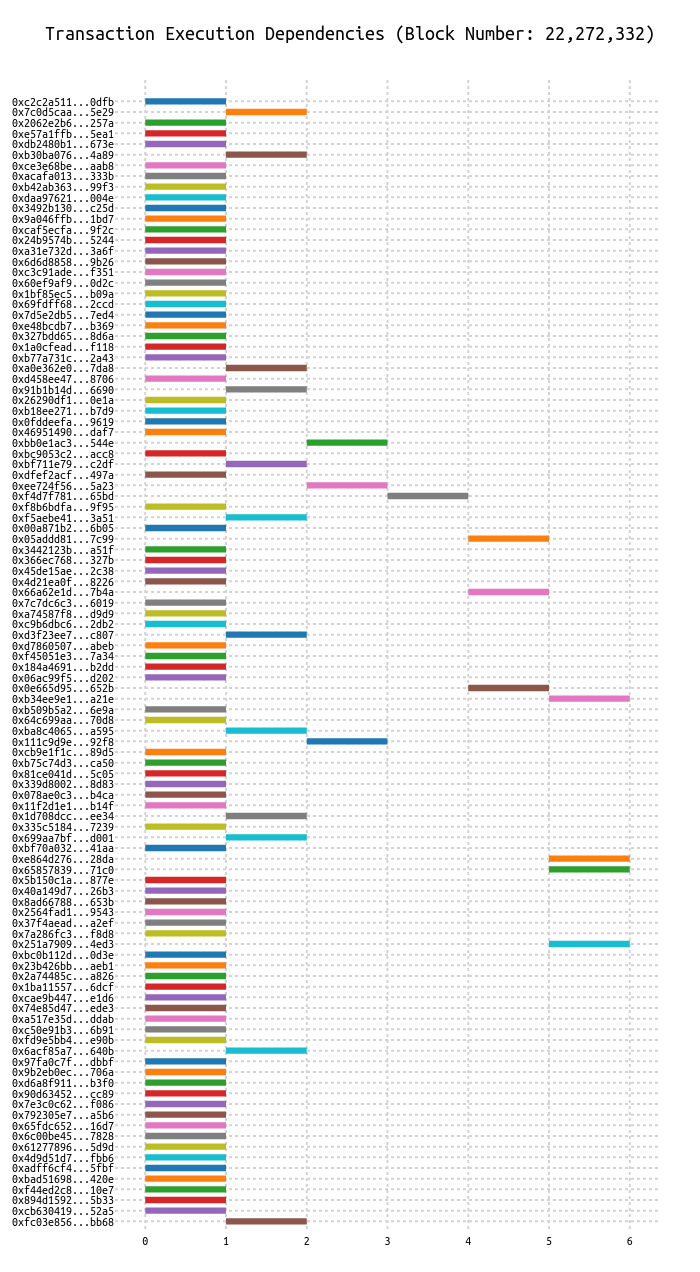 Transaction Execution Dependencies (Block Number: 22,272,332)
0xc2c2a511...0dfb
0x7c0d5caa...5e29
0x2062e2b6...257a
0xe57a1ffb...5ea1
0xdb2480b1...673e
0xb30ba076...4a89
0xce3e68be...aab8
0xacafa013...333b
0xb42ab363...99f3
0xdaa97621...004e
0x3492b130...c25d
0x9a046ffb...1bd7
0xcaf5ecfa...9f2c
0x24b9574b...5244
0xa31e732d...3a6f
0x6d6d8858...9b26
0xc3c91ade...f351
0x60ef9af9...0d2c
0x1bf85ec5...b09a
0x69fdff68...2ccd
0x7d5e2db5...7ed4
0xe48bcdb7...b369
0x327bdd65...8d6a
0x1a0cfead...f118
0xb77a731c...2a43
0xa0e362e0...7da8
0xd458ee47...8706
0x91b1b14d...6690
0x26290df1...0e1a
0xb18ee271...b7d9
0x0fddeefa...9619
0x46951490...daf7
0xbb0e1ac3...544e
0xbc9053c2...acc8
0xbf711e79...c2df
0xdfef2acf...497a
0xee724f56...5a23
0xf4d7f781...65bd
0xf8b6bdfa...9f95
0xf5aebe41...3a51
0x00a871b2...6b05
0x05addd81...7c99
0x3442123b...a51f
0x366ec768...327b
0x45de15ae...2c38
0x4d21ea0f...8226
0x66a62e1d...7b4a
0x7c7dc6c3...6019
0xa74587f8...d9d9
0xc9b6dbc6...2db2
0xd3f23ee7...c807
0xd7860507...abeb
0xf45051e3...7a34
0x184a4691...b2dd
0x06ac99f5...d202
0x0e665d95...652b
0xb34ee9e1...a21e
0xb509b5a2...6e9a
0x64c699aa...70d8
0xba8c4065...a595
0x111c9d9e...92f8
0xcb9e1f1c...89d5
0xb75c74d3...ca50
0x81ce041d...5c05
0x339d8002...8d83
0x078ae0c3...b4ca
0x11f2d1e1...b14f
0x1d708dcc...ee34
0x335c5184...7239
0x699aa7bf...d001
0xbf70a032...41aa
0xe864d276...28da
0x65857839...71c0
0x5b150c1a...877e
0x40a149d7...26b3
0x8ad66788...653b
0x2564fad1...9543
0x37f4aead...a2ef
0x7a286fc3...f8d8
0x251a7909...4ed3
0xbc0b112d...0d3e
0x23b426bb...aeb1
0x2a74485c...a826
0x1ba11557...6dcf
0xcae9b447...e1d6
0x74e85d47...ede3
0xa517e35d...ddab
0xc50e91b3...6b91
0xfd9e5bb4...e90b
0x6acf85a7...640b
0x97fa0c7f...dbbf
0x9b2eb0ec...706a
0xd6a8f911...b3f0
0x90d63452...cc89
0x7e3c0c62...f086
0x792305e7...a5b6
0x65fdc652...16d7
0x6c00be45...7828
0x61277896...5d9d
0x4d9d51d7...fbb6
0xadff6cf4...5fbf
0xbad51698...420e
0xf44ed2c8...10e7
0x894d1592...5b33
0xcb630419...52a5
0xfc03e856...bb68
0 1 2 3 4 5 6